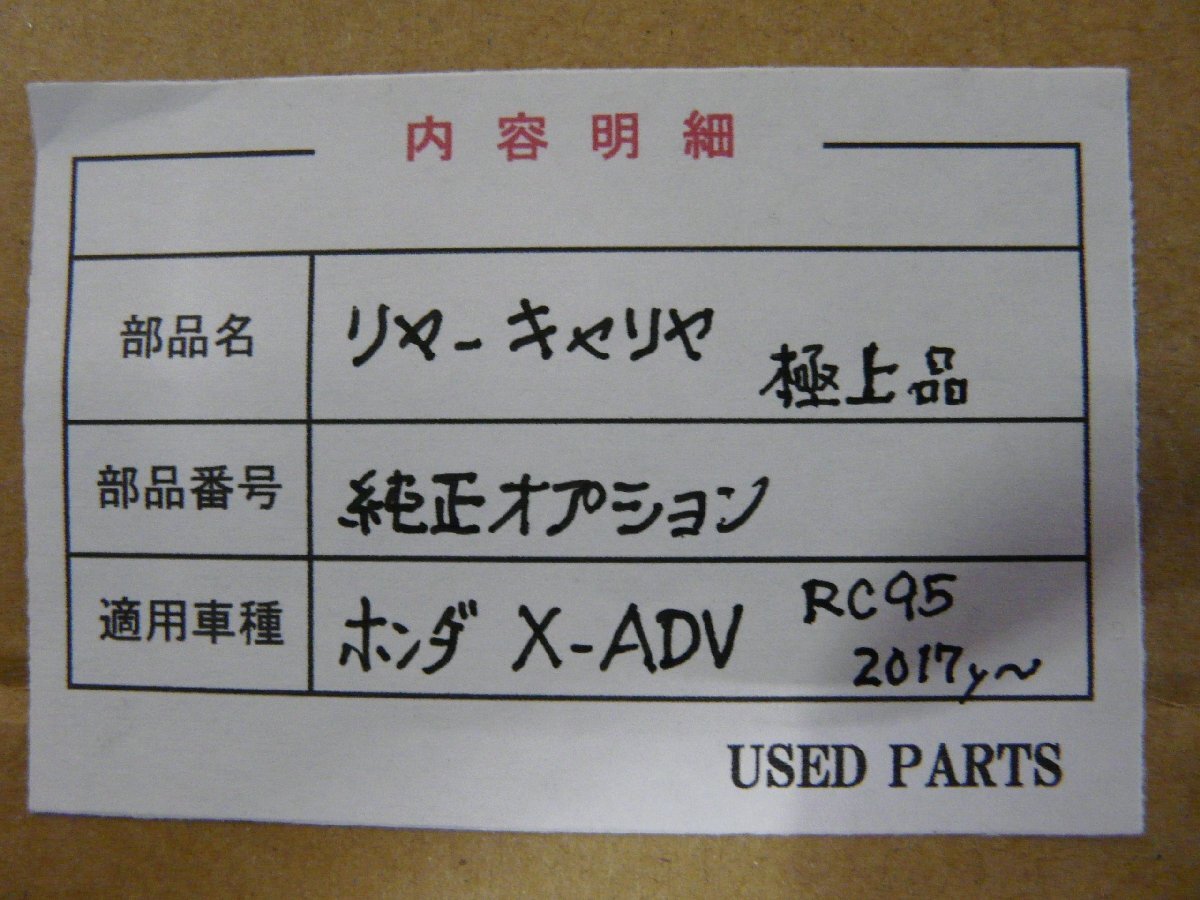 内容明細
部品名 リヤーキャリヤ 極上品
部品番号 純正オプション
適用車種 ホンダ X-ADV RC95
2017y~
USED PARTS